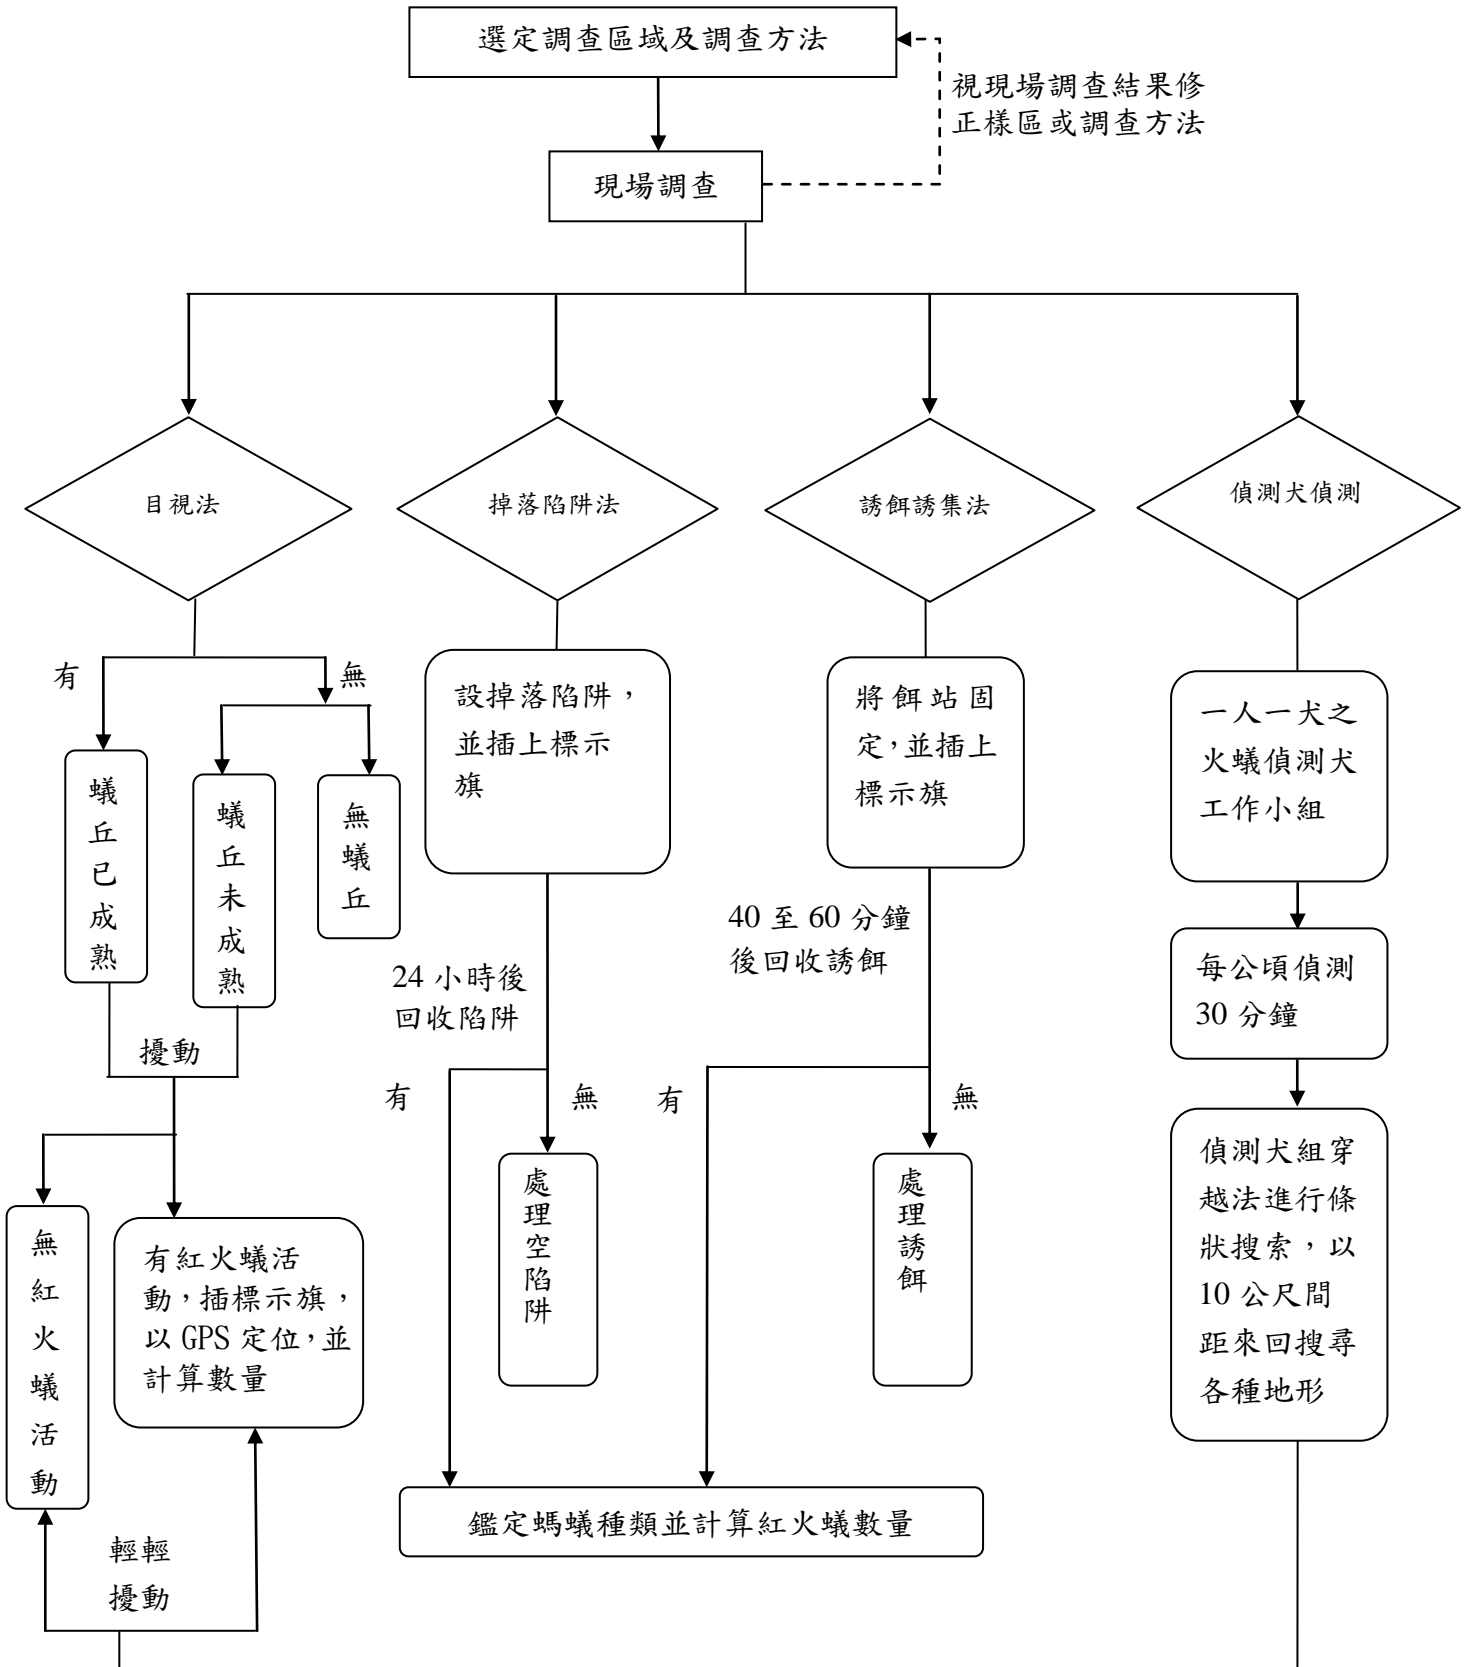 選定調查區域及調查方法
視現場調查結果修
正樣區或調查方法
現場調查
目視法
掉落陷阱法
誘餌誘集法
偵測犬偵測
有
無
蟻丘已成熟
蟻丘未成熟
無蟻丘
擾動
無紅火蟻活動
有紅火蟻活
動，插標示旗，
以 GPS 定位，並
計算數量
輕輕
擾動
設掉落陷阱，
並插上標示
旗
24 小時後
回收陷阱
有
無
處理空陷阱
將餌站固
定，並插上
標示旗
40 至 60 分鐘
後回收誘餌
有
無
處理誘餌
鑑定螞蟻種類並計算紅火蟻數量
一人一犬之
火蟻偵測犬
工作小組
每公頃偵測
30 分鐘
偵測犬組穿
越法進行條
狀搜索，以
10 公尺間
距來回搜尋
各種地形